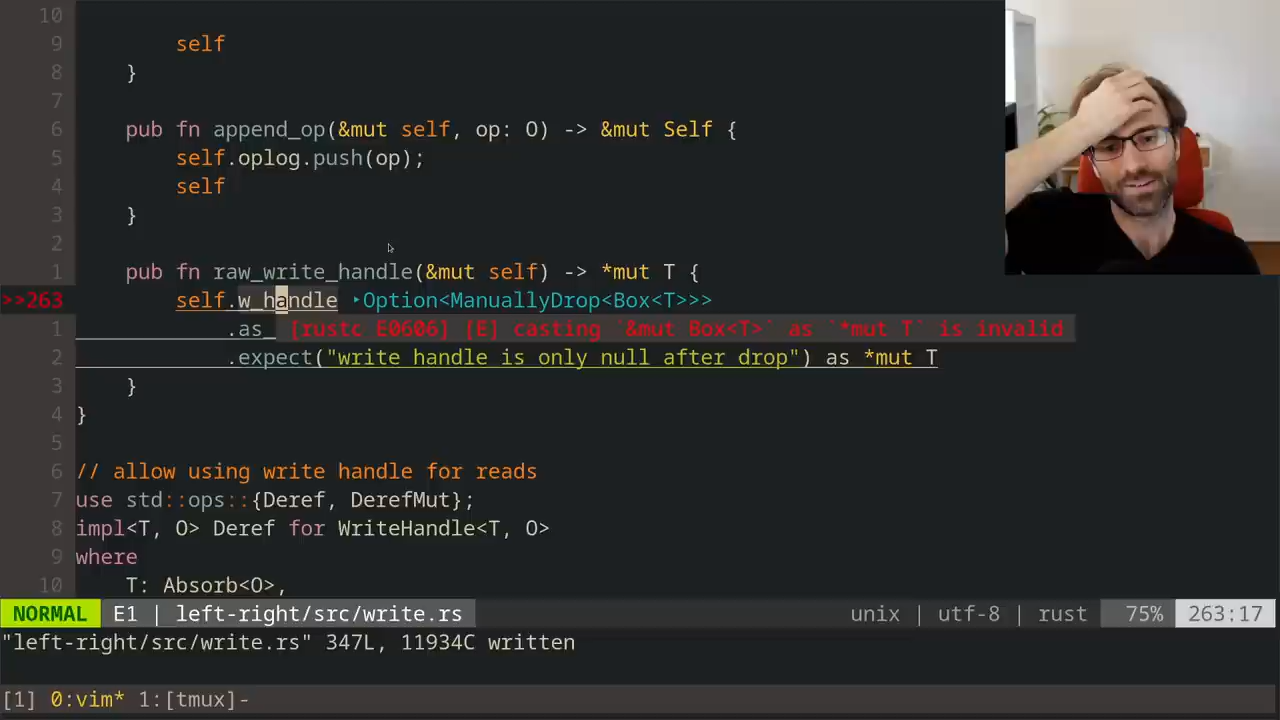 10
9 self
8 }
7
6 pub fn append_op(&mut self, op: O) -> &mut Self {
5 self.oplog.push(op);
4 self
3 }
2
1 pub fn raw_write_handle(&mut self) -> *mut T {
>>263 self.w_handle ‣Option<ManuallyDrop<Box<T>>>
1 .as_ [rustc E0606] [E] casting `&mut Box<T>` as `*mut T` is invalid
2 .expect("write handle is only null after drop") as *mut T
3 }
4 }
5
6 // allow using write handle for reads
7 use std::ops::{Deref, DerefMut};
8 impl<T, O> Deref for WriteHandle<T, O>
9 where
10 T: Absorb<O>,
NORMAL E1 | left-right/src/write.rs unix | utf-8 | rust 75% 263:17
"left-right/src/write.rs" 347L, 11934C written
[1] 0:vim* 1:[tmux]-